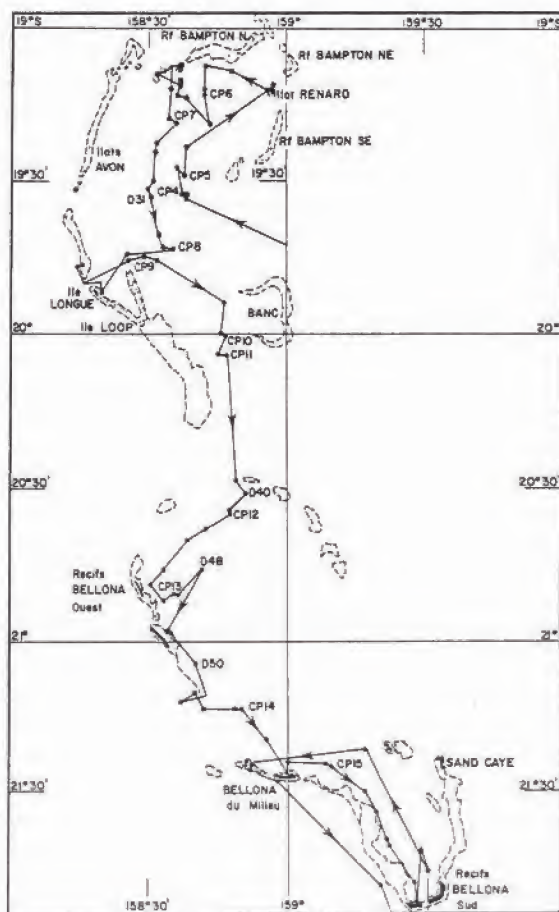 158°30'
159°
159°30'
19°S
19°S
Rf BAMPTON N
Rf BAMPTON NE
Ilot RENARD
CP6
CP7
Ilots
AVON
Rf BAMPTON SE
19°30'
19°30'
CP5
CP4
D31
CP8
CP9
Ile
LONGUE
Ile LOOP
BANC
20°
20°
CP10
CP11
20°30'
20°30'
D40
CP12
D48
Récifs
BELLONA
Ouest
CP13
21°
21°
D50
CP14
CP15
SAND CAYE
21°30'
21°30'
BELLONA
du Milieu
Récifs
BELLONA
Sud
158°30'
159°